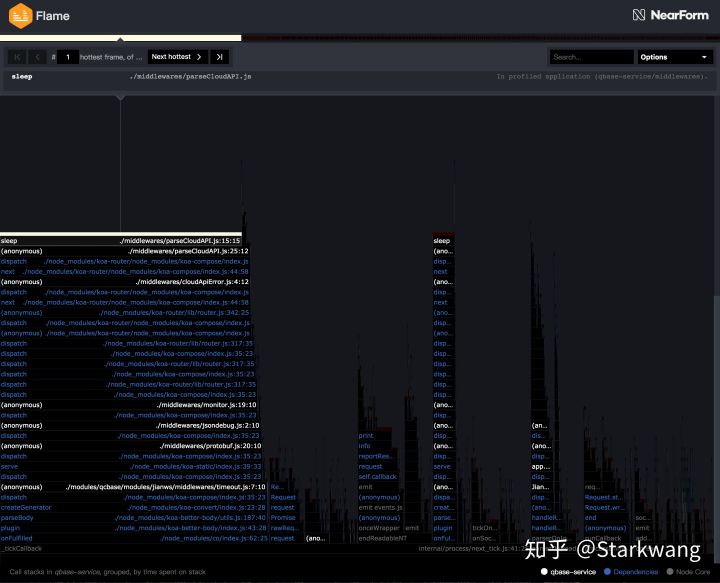 Flame
NearForm
# 1 hottest frame, of ... Next hottest
Search...
Options
sleep ./middlewares/parseCloudAPI.js In profiled application (qbase-service/middlewares).
sleep ./middlewares/parseCloudAPI.js:15:15 sleep
(anonymous) ./middlewares/parseCloudAPI.js:25:12 (ano...
dispatch ./node_modules/koa-router/node_modules/koa-compose/index.js disp...
next ./node_modules/koa-router/node_modules/koa-compose/index.js:44:58 next
(anonymous) ./middlewares/cloudApiError.js:4:12 (ano...
dispatch ./node_modules/koa-router/node_modules/koa-compose/index.js disp...
next ./node_modules/koa-router/node_modules/koa-compose/index.js:44:58 next
(anonymous) ./node_modules/koa-router/lib/router.js:342:25 (ano...
dispatch ./node_modules/koa-router/node_modules/koa-compose/index.js disp...
(anonymous) ./node_modules/koa-router/node_modules/koa-compose/index.js (ano...
dispatch ./node_modules/koa-router/lib/router.js:317:35 disp...
dispatch ./node_modules/koa-compose/index.js:35:23 disp...
dispatch ./node_modules/koa-router/lib/router.js:317:35 disp...
dispatch ./node_modules/koa-compose/index.js:35:23 disp...
dispatch ./node_modules/koa-router/lib/router.js:317:35 disp...
dispatch ./node_modules/koa-compose/index.js:35:23 disp...
(anonymous) ./middlewares/monitor.js:19:10 (ano...
dispatch ./node_modules/koa-compose/index.js:35:23 disp...
(anonymous) ./middlewares/jsondebug.js:2:10 (ano... (an...
dispatch ./node_modules/koa-compose/index.js:35:23 print disp... dis...
(anonymous) ./middlewares/protobuf.js:20:10 info (ano... (an...
dispatch ./node_modules/koa-compose/index.js:35:23 reportRes... disp... disp...
serve ./node_modules/koa-static/index.js:39:33 request serve app...
dispatch ./node_modules/koa-compose/index.js:35:23 self.callback disp... disp...
(anonymous) ./modules/qcbase/modules/jianwys/middlewares/timeout.js:7:10 Re... emit (ano... Jian... req...
dispatch ./node_modules/koa-compose/index.js:35:23 Request (anonymous) disp... disp... Request.st...
createGenerator ./node_modules/koa-convert/index.js:23:28 Request emit events.js creat... handleR... Request.wr...
parseBody ./node_modules/koa-better-body/utils.js:187:40 Promise (anonymous) parse... handleR... end soc...
plugin ./node_modules/koa-better-body/index.js:43:28 rawReq... onceWrapper emit plugin tickOn... handleR... (anonymous) emit
onFulfilled ./node_modules/co/index.js:62:25 request (ano... endReadableNT onfu... onSoc... parserOn... runCallback add...
_tickCallback internal/process/next_tick.js:41:2
知乎 @Starkwang
Call stacks in qbase-service, grouped, by time spent on stack
qbase-service Dependencies Node Core